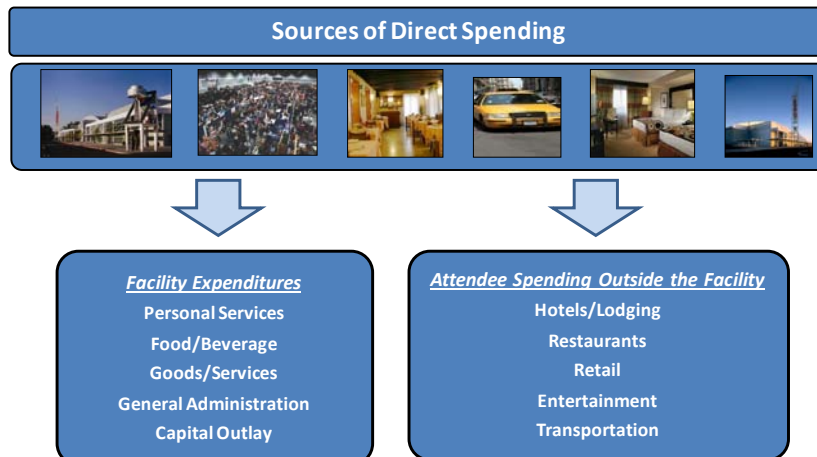 Sources of Direct Spending
Facility Expenditures
Personal Services
Food/Beverage
Goods/Services
General Administration
Capital Outlay
Attendee Spending Outside the Facility
Hotels/Lodging
Restaurants
Retail
Entertainment
Transportation